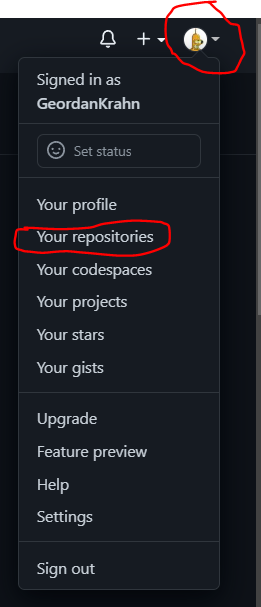 Signed in as
GeordanKrahn
Set status
Your profile
Your repositories
Your codespaces
Your projects
Your stars
Your gists
Upgrade
Feature preview
Help
Settings
Sign out